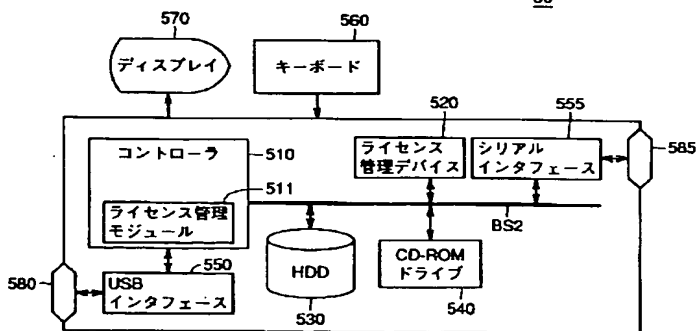 570
560
ディスプレイ
キーボード
コントローラ
510
511
ライセンス管理
モジュール
520
ライセンス
管理デバイス
555
シリアル
インタフェース
585
BS2
580
550
USB
インタフェース
HDD
530
CD-ROM
ドライブ
540